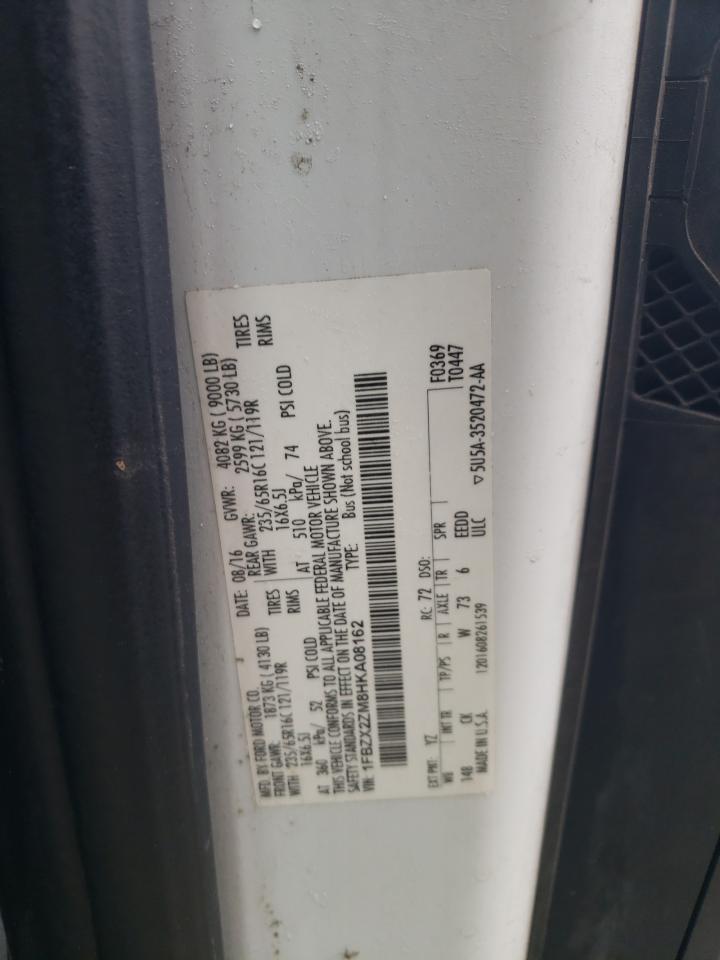 MFD. BY FORD MOTOR CO. DATE: 08/16 GVWR: 4082 KG ( 9000 LB)
FRONT GAWR: 1873 KG ( 4130 LB) REAR GAWR: 2599 KG ( 5730 LB)
WITH 235/65R16C 121/119R TIRES WITH 235/65R16C 121/119R TIRES
16X6.5J RIMS 16X6.5J RIMS
AT 360 kPa/ 52 PSI COLD AT 510 kPa/ 74 PSI COLD
THIS VEHICLE CONFORMS TO ALL APPLICABLE FEDERAL MOTOR VEHICLE
SAFETY STANDARDS IN EFFECT ON THE DATE OF MANUFACTURE SHOWN ABOVE.
VIN: 1FBZX2ZM8HKA08162 TYPE: Bus (Not school bus)
EXT PNT: YZ RC: 72 DSO: F0369
WB INT TR TP/PS R AXLE TR SPR T0447
148 CK W 73 6 EEDD
MADE IN U.S.A. 1201608261539 ULC ▽ 5U5A-3520472-AA